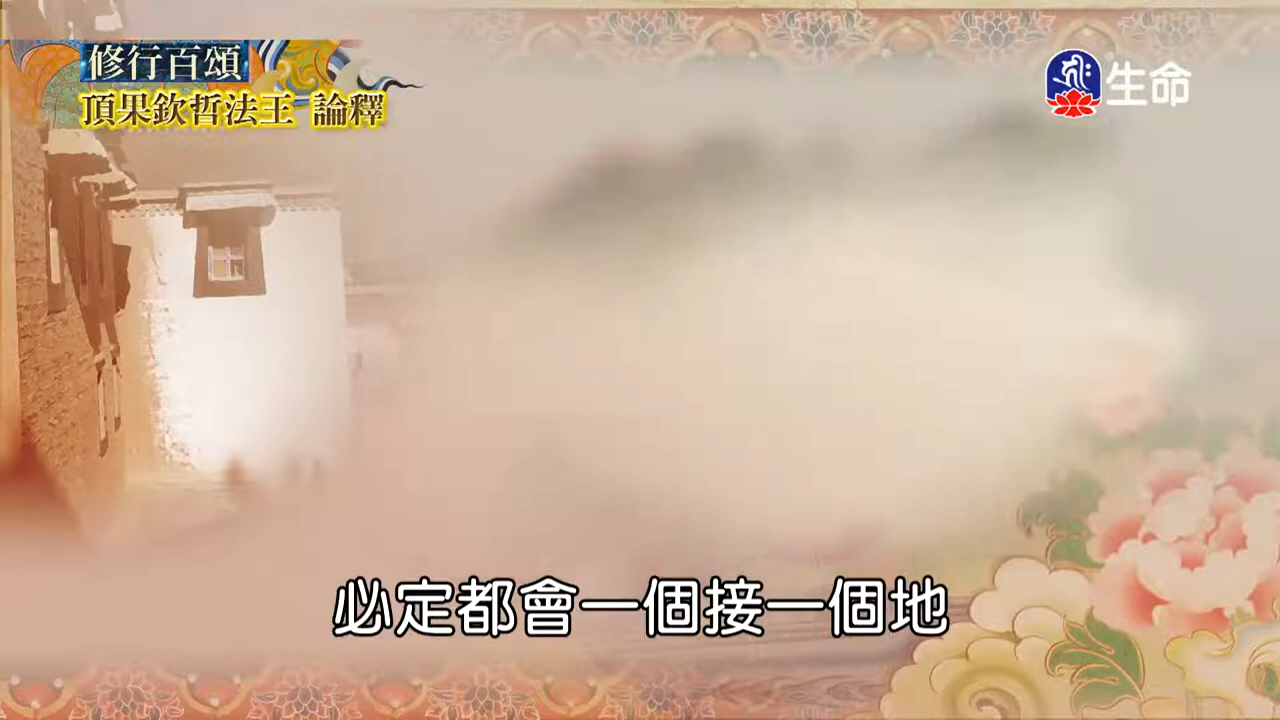 修行百頌
頂果欽哲法王 論釋
生命
必定都會一個接一個地